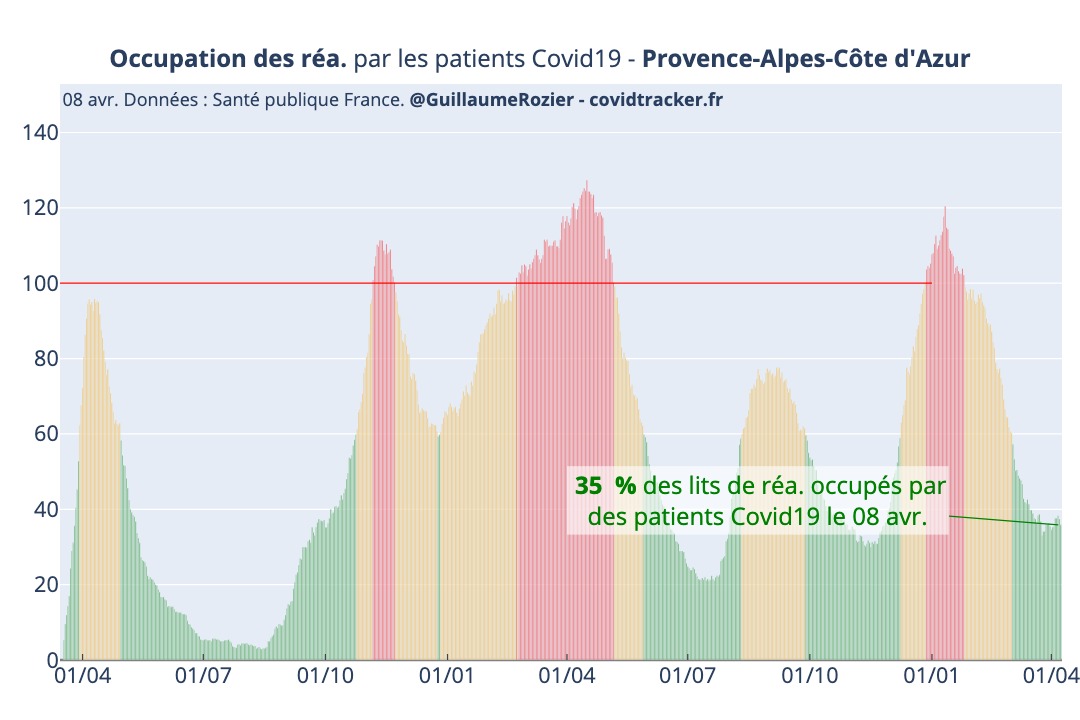 Occupation des réa. par les patients Covid19 - Provence-Alpes-Côte d'Azur
08 avr. Données : Santé publique France. @GuillaumeRozier - covidtracker.fr
140
120
100
80
60
35 % des lits de réa. occupés par
des patients Covid19 le 08 avr.
40
20
0
01/04 01/07 01/10 01/01 01/04 01/07 01/10 01/01 01/04